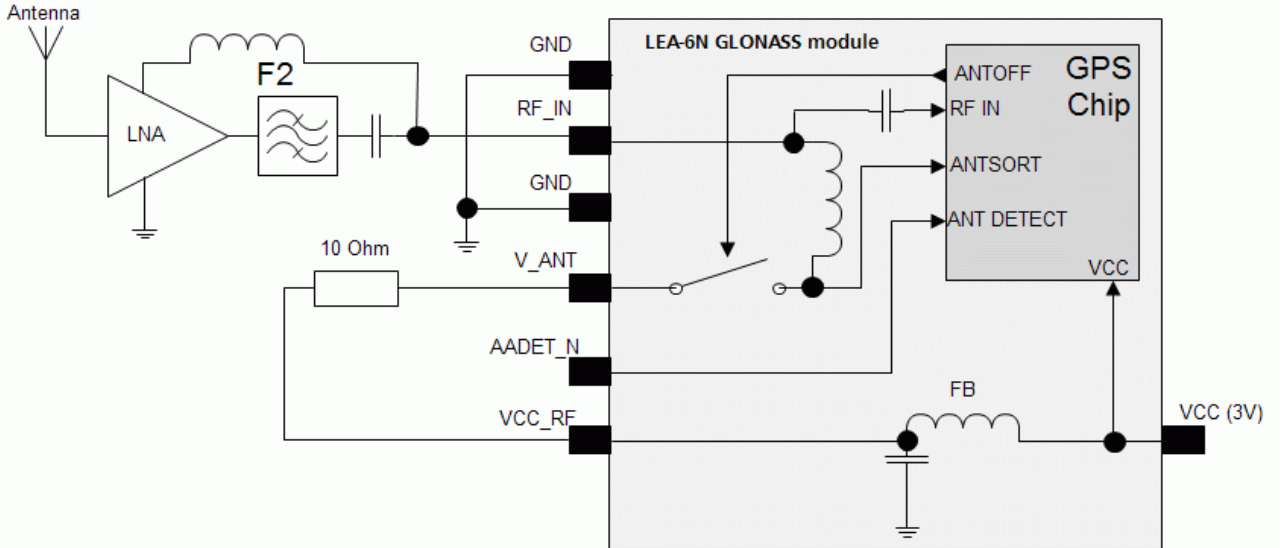 Antenna
LNA
F2
GND
RF_IN
GND
10 Ohm
V_ANT
AADET_N
VCC_RF
LEA-6N GLONASS module
GPS
Chip
ANTOFF
RF IN
ANTSORT
ANT DETECT
VCC
FB
VCC (3V)